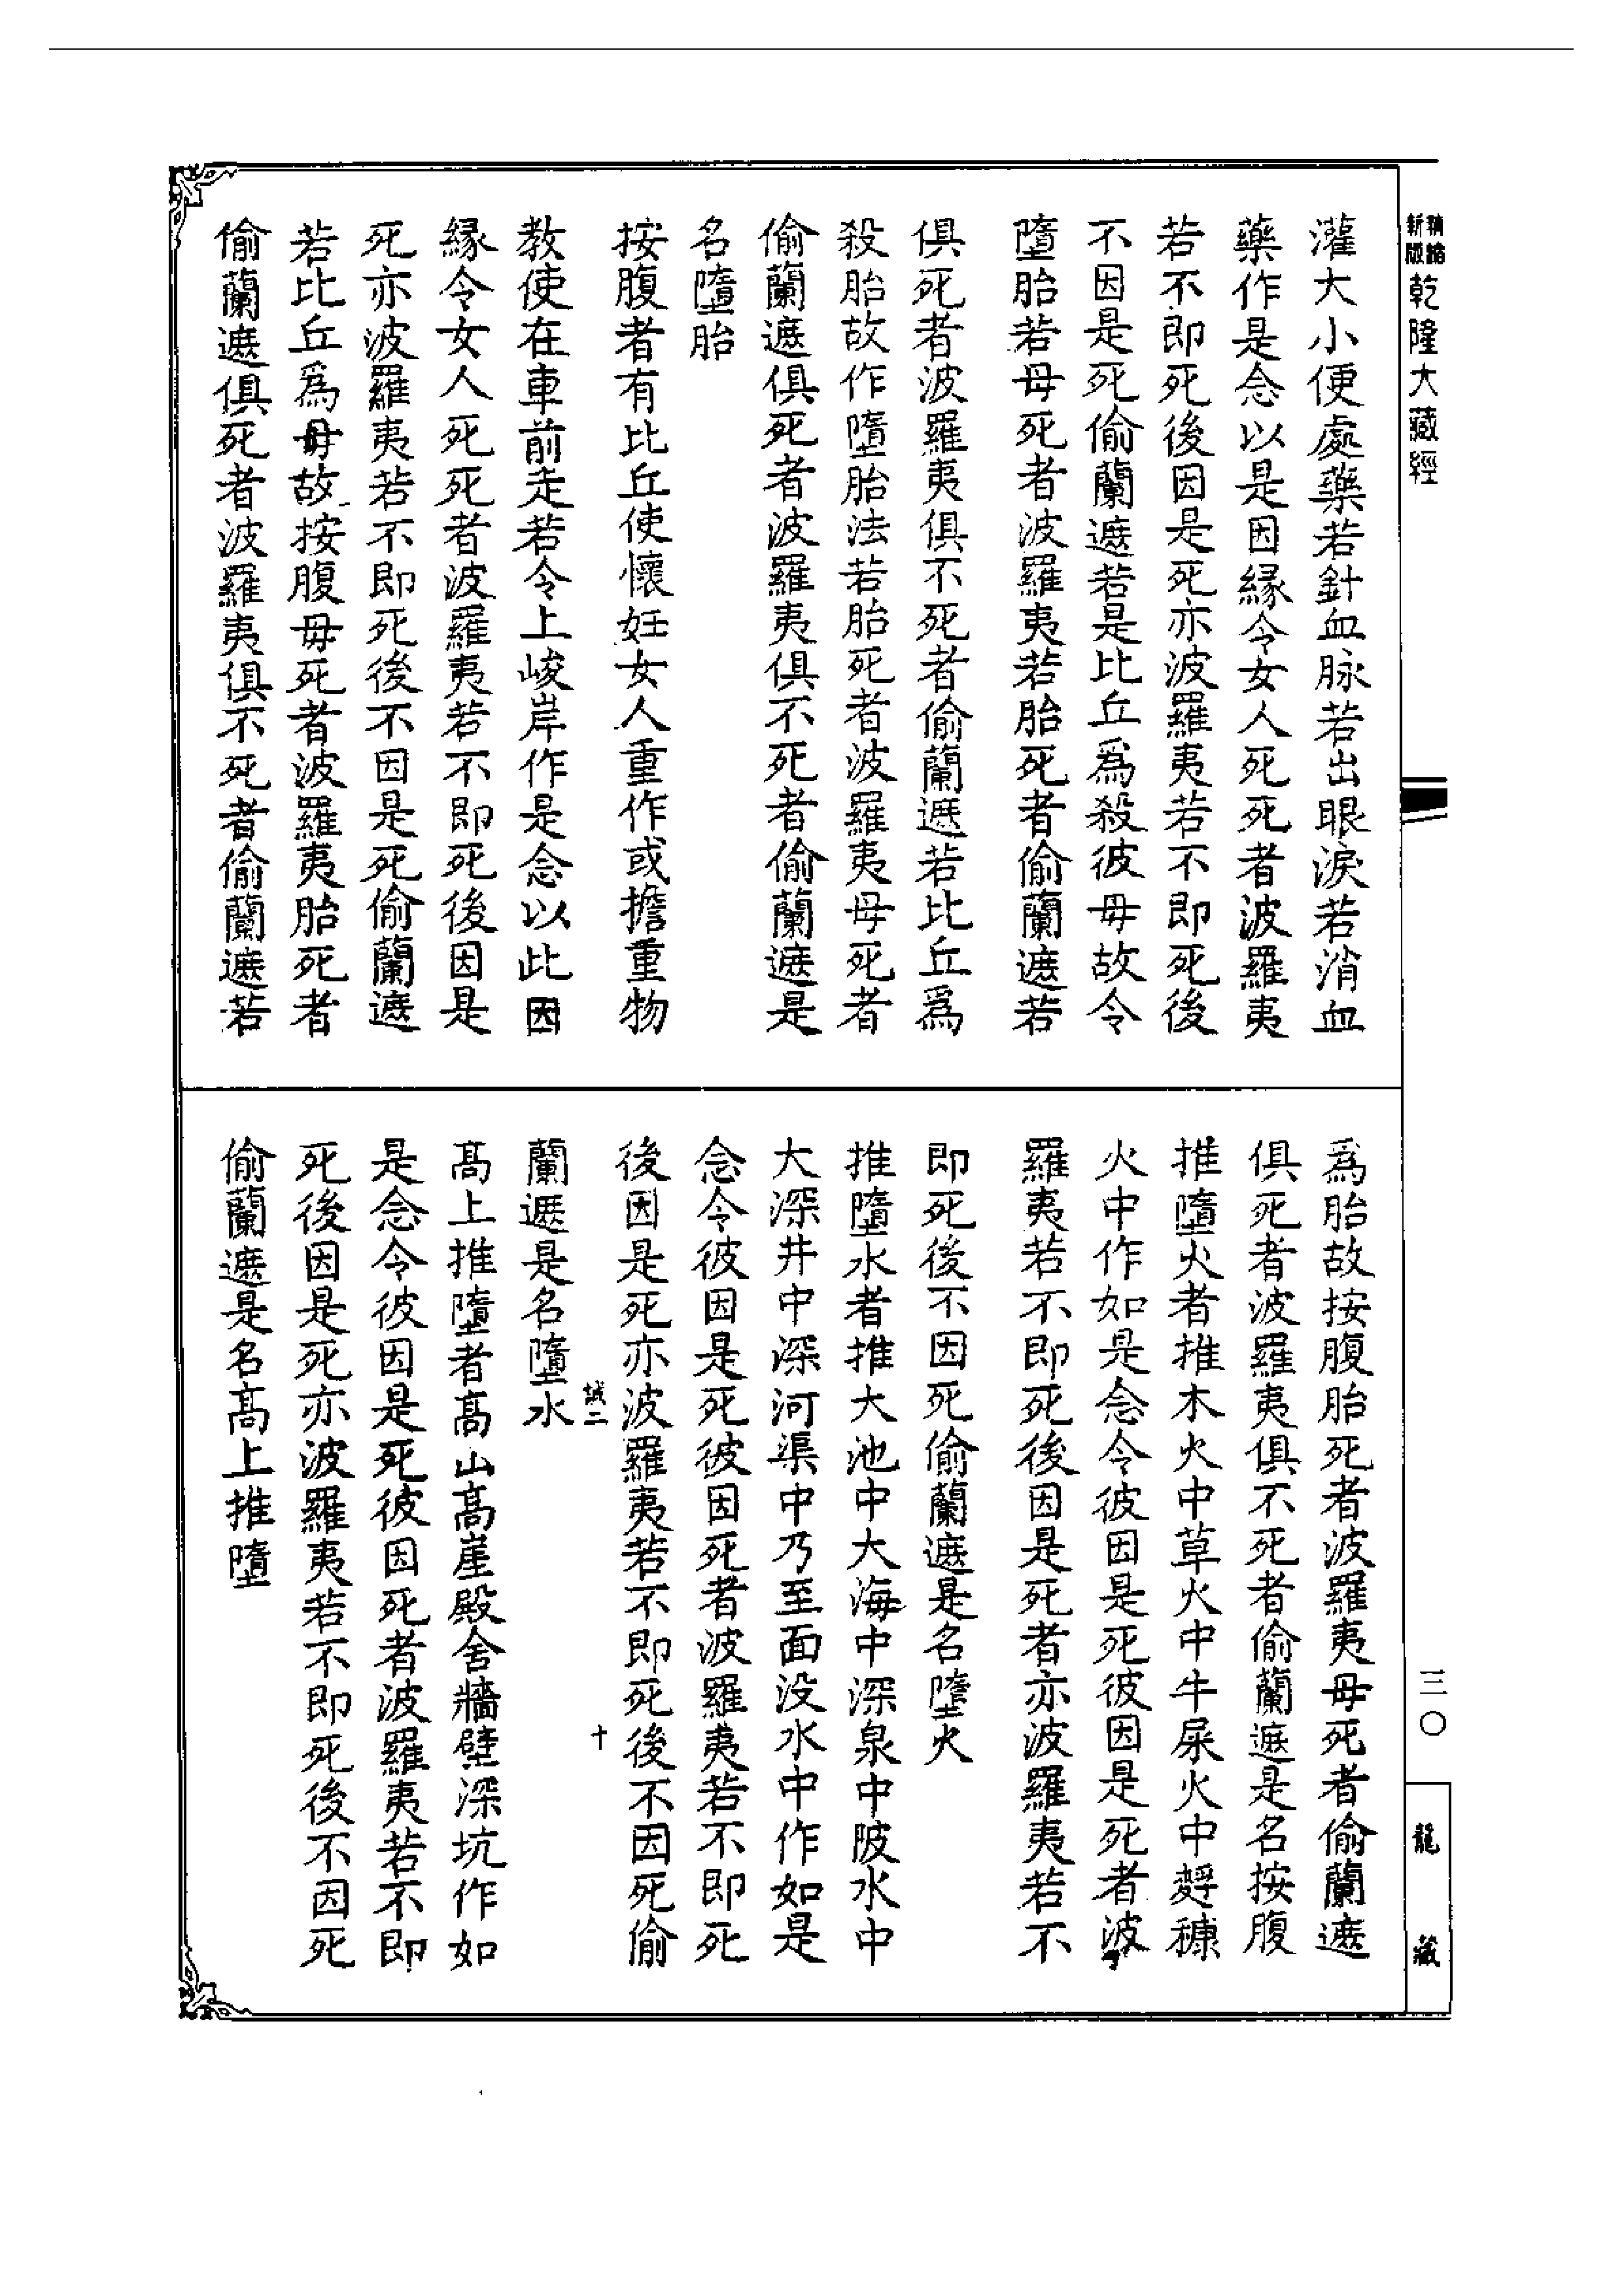 新版
乾隆大藏經
灌大小便處藥若針血脉若出眼淚若消血
藥作是念以是因緣令女人死死者波羅夷
若不即死後因是死亦波羅夷若不即死後
不因是死偷蘭遮若是比丘爲殺彼母故令
墮胎若母死者波羅夷若胎死者偷蘭遮若
俱死者波羅夷俱不死者偷蘭遮若比丘爲
殺胎故作墮胎法若胎死者波羅夷母死者
偷蘭遮俱死者波羅夷俱不死者偷蘭遮是
名墮胎
按腹者有比丘使懷妊女人重作或擔重物
教使在車前走若令上峻岸作是念以此因
緣令女人死死者波羅夷若不即死後因是
死亦波羅夷若不即死後不因是死偷蘭遮
若比丘爲母故按腹母死者波羅夷胎死者
偷蘭遮俱死者波羅夷俱不死者偷蘭遮若
爲胎故按腹胎死者波羅夷母死者偷蘭遮
俱死者波羅夷俱不死者偷蘭遮是名按腹
推墮火者推木火中草火中牛屎火中麩穅
火中作如是念令彼因是死彼因是死者波
羅夷若不即死後因是死者亦波羅夷若不
即死後不因死偷蘭遮是名墮火
推墮水者推大池中大海中深泉中陂水中
大深井中深河渠中乃至面没水中作如是
念令彼因是死彼因死者波羅夷若不即死
後因是死亦波羅夷若不即死後不因死偷
誠二
十
蘭遮是名墮水
髙上推墮者髙山髙崖殿舍牆壁深坑作如
是念令彼因是死彼因死者波羅夷若不即
死後因是死亦波羅夷若不即死後不因死
偷蘭遮是名髙上推墮
三〇
龍藏